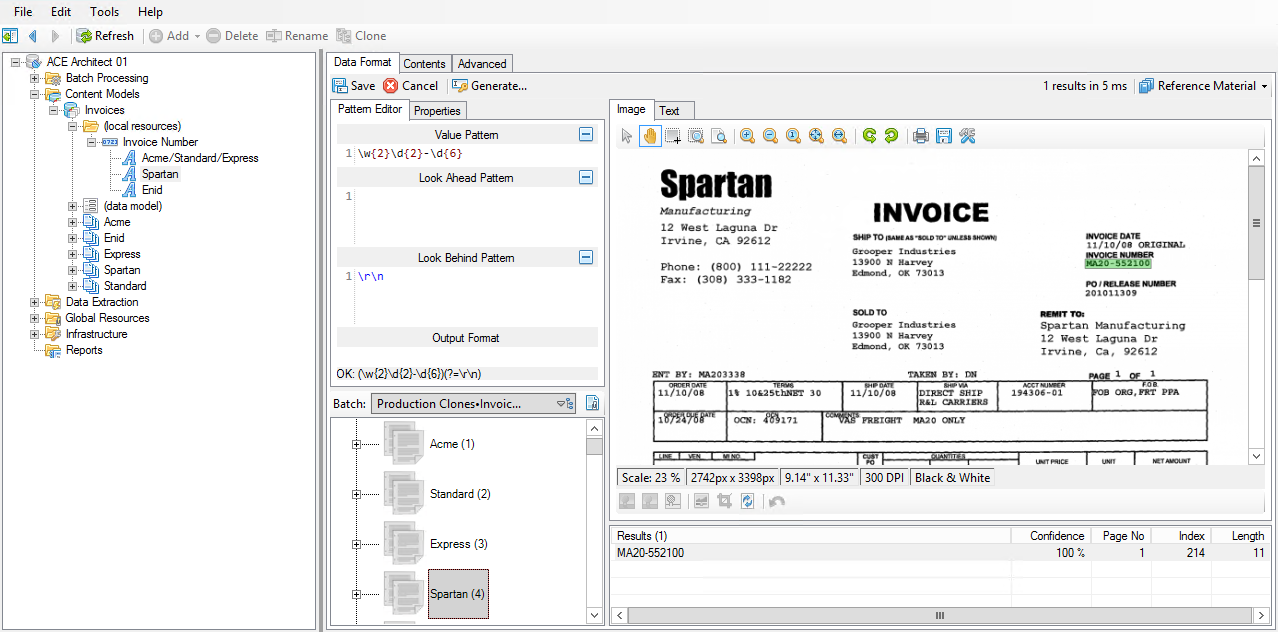 File Edit Tools Help
Refresh Add Delete Rename Clone
ACE Architect 01
Batch Processing
Content Models
Invoices
(local resources)
Invoice Number
Acme/Standard/Express
Spartan
Enid
(data model)
Acme
Enid
Express
Spartan
Standard
Data Extraction
Global Resources
Infrastructure
Reports
Data Format Contents Advanced
Save Cancel Generate...
1 results in 5 ms Reference Material
Pattern Editor Properties
Value Pattern
1 \w{2}\d{2}-\d{6}
Look Ahead Pattern
1
Look Behind Pattern
1 \r\n
Output Format
OK: (\w{2}\d{2}-\d{6})(?=\r\n)
Batch: Production Clones•Invoic...
Acme (1)
Standard (2)
Express (3)
Spartan (4)
Image Text
Spartan
Manufacturing
12 West Laguna Dr
Irvine, CA 92612
Phone: (800) 111-22222
Fax: (308) 333-1182
INVOICE
SHIP TO (SAME AS "SOLD TO" UNLESS SHOWN)
Grooper Industries
13900 N Harvey
Edmond, OK 73013
INVOICE DATE
11/10/08 ORIGINAL
INVOICE NUMBER
MA20-552100
PO / RELEASE NUMBER
201011309
SOLD TO
Grooper Industries
13900 N Harvey
Edmond, OK 73013
REMIT TO:
Spartan Manufacturing
12 West Laguna Dr
Irvine, Ca, 92612
ENT BY: MA203338 TAKEN BY: DN PAGE 1 OF 1
ORDER DATE TERMS SHIP DATE SHIP VIA ACCT NUMBER F.O.B.
11/10/08 1% 10&25thNET 30 11/10/08 DIRECT SHIP 194306-01 FOB ORG,FRT PPA
R&L CARRIERS
ORDER DUE DATE OCN COMMENTS
10/24/08 OCN: 409171 VAS FREIGHT MA20 ONLY
LINE VEN. MI NO. CUST PO QUANTITIES UNIT PRICE UNIT NET AMOUNT
Scale: 23 % 2742px x 3398px 9.14" x 11.33" 300 DPI Black & White
Results (1) Confidence Page No Index Length
MA20-552100 100 % 1 214 11